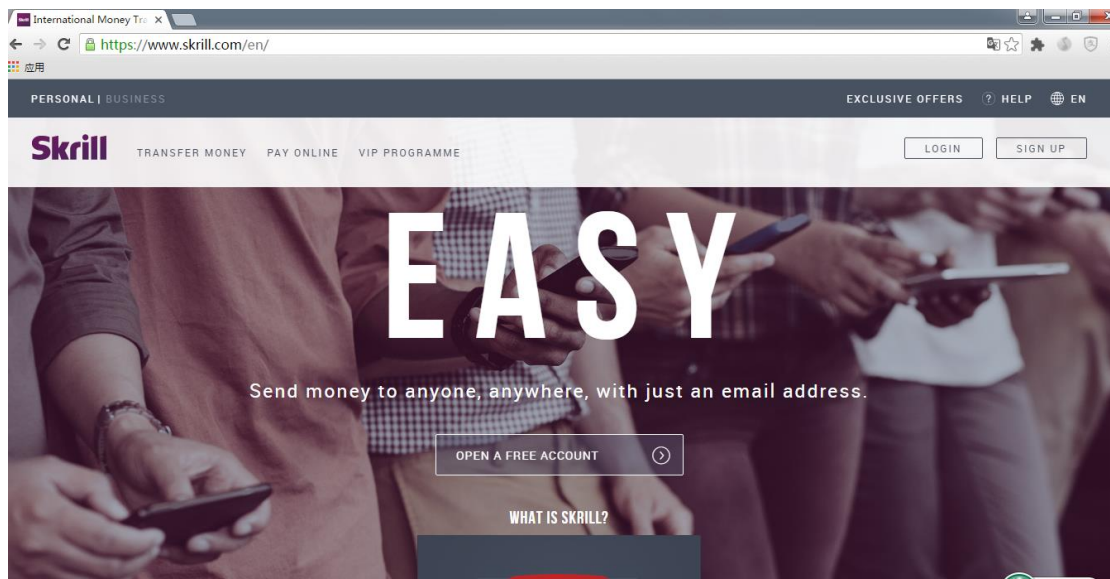 International Money Tra
https://www.skrill.com/en/
应用
PERSONAL | BUSINESS EXCLUSIVE OFFERS ? HELP EN
Skrill TRANSFER MONEY PAY ONLINE VIP PROGRAMME LOGIN SIGN UP
EASY
Send money to anyone, anywhere, with just an email address.
OPEN A FREE ACCOUNT
WHAT IS SKRILL?